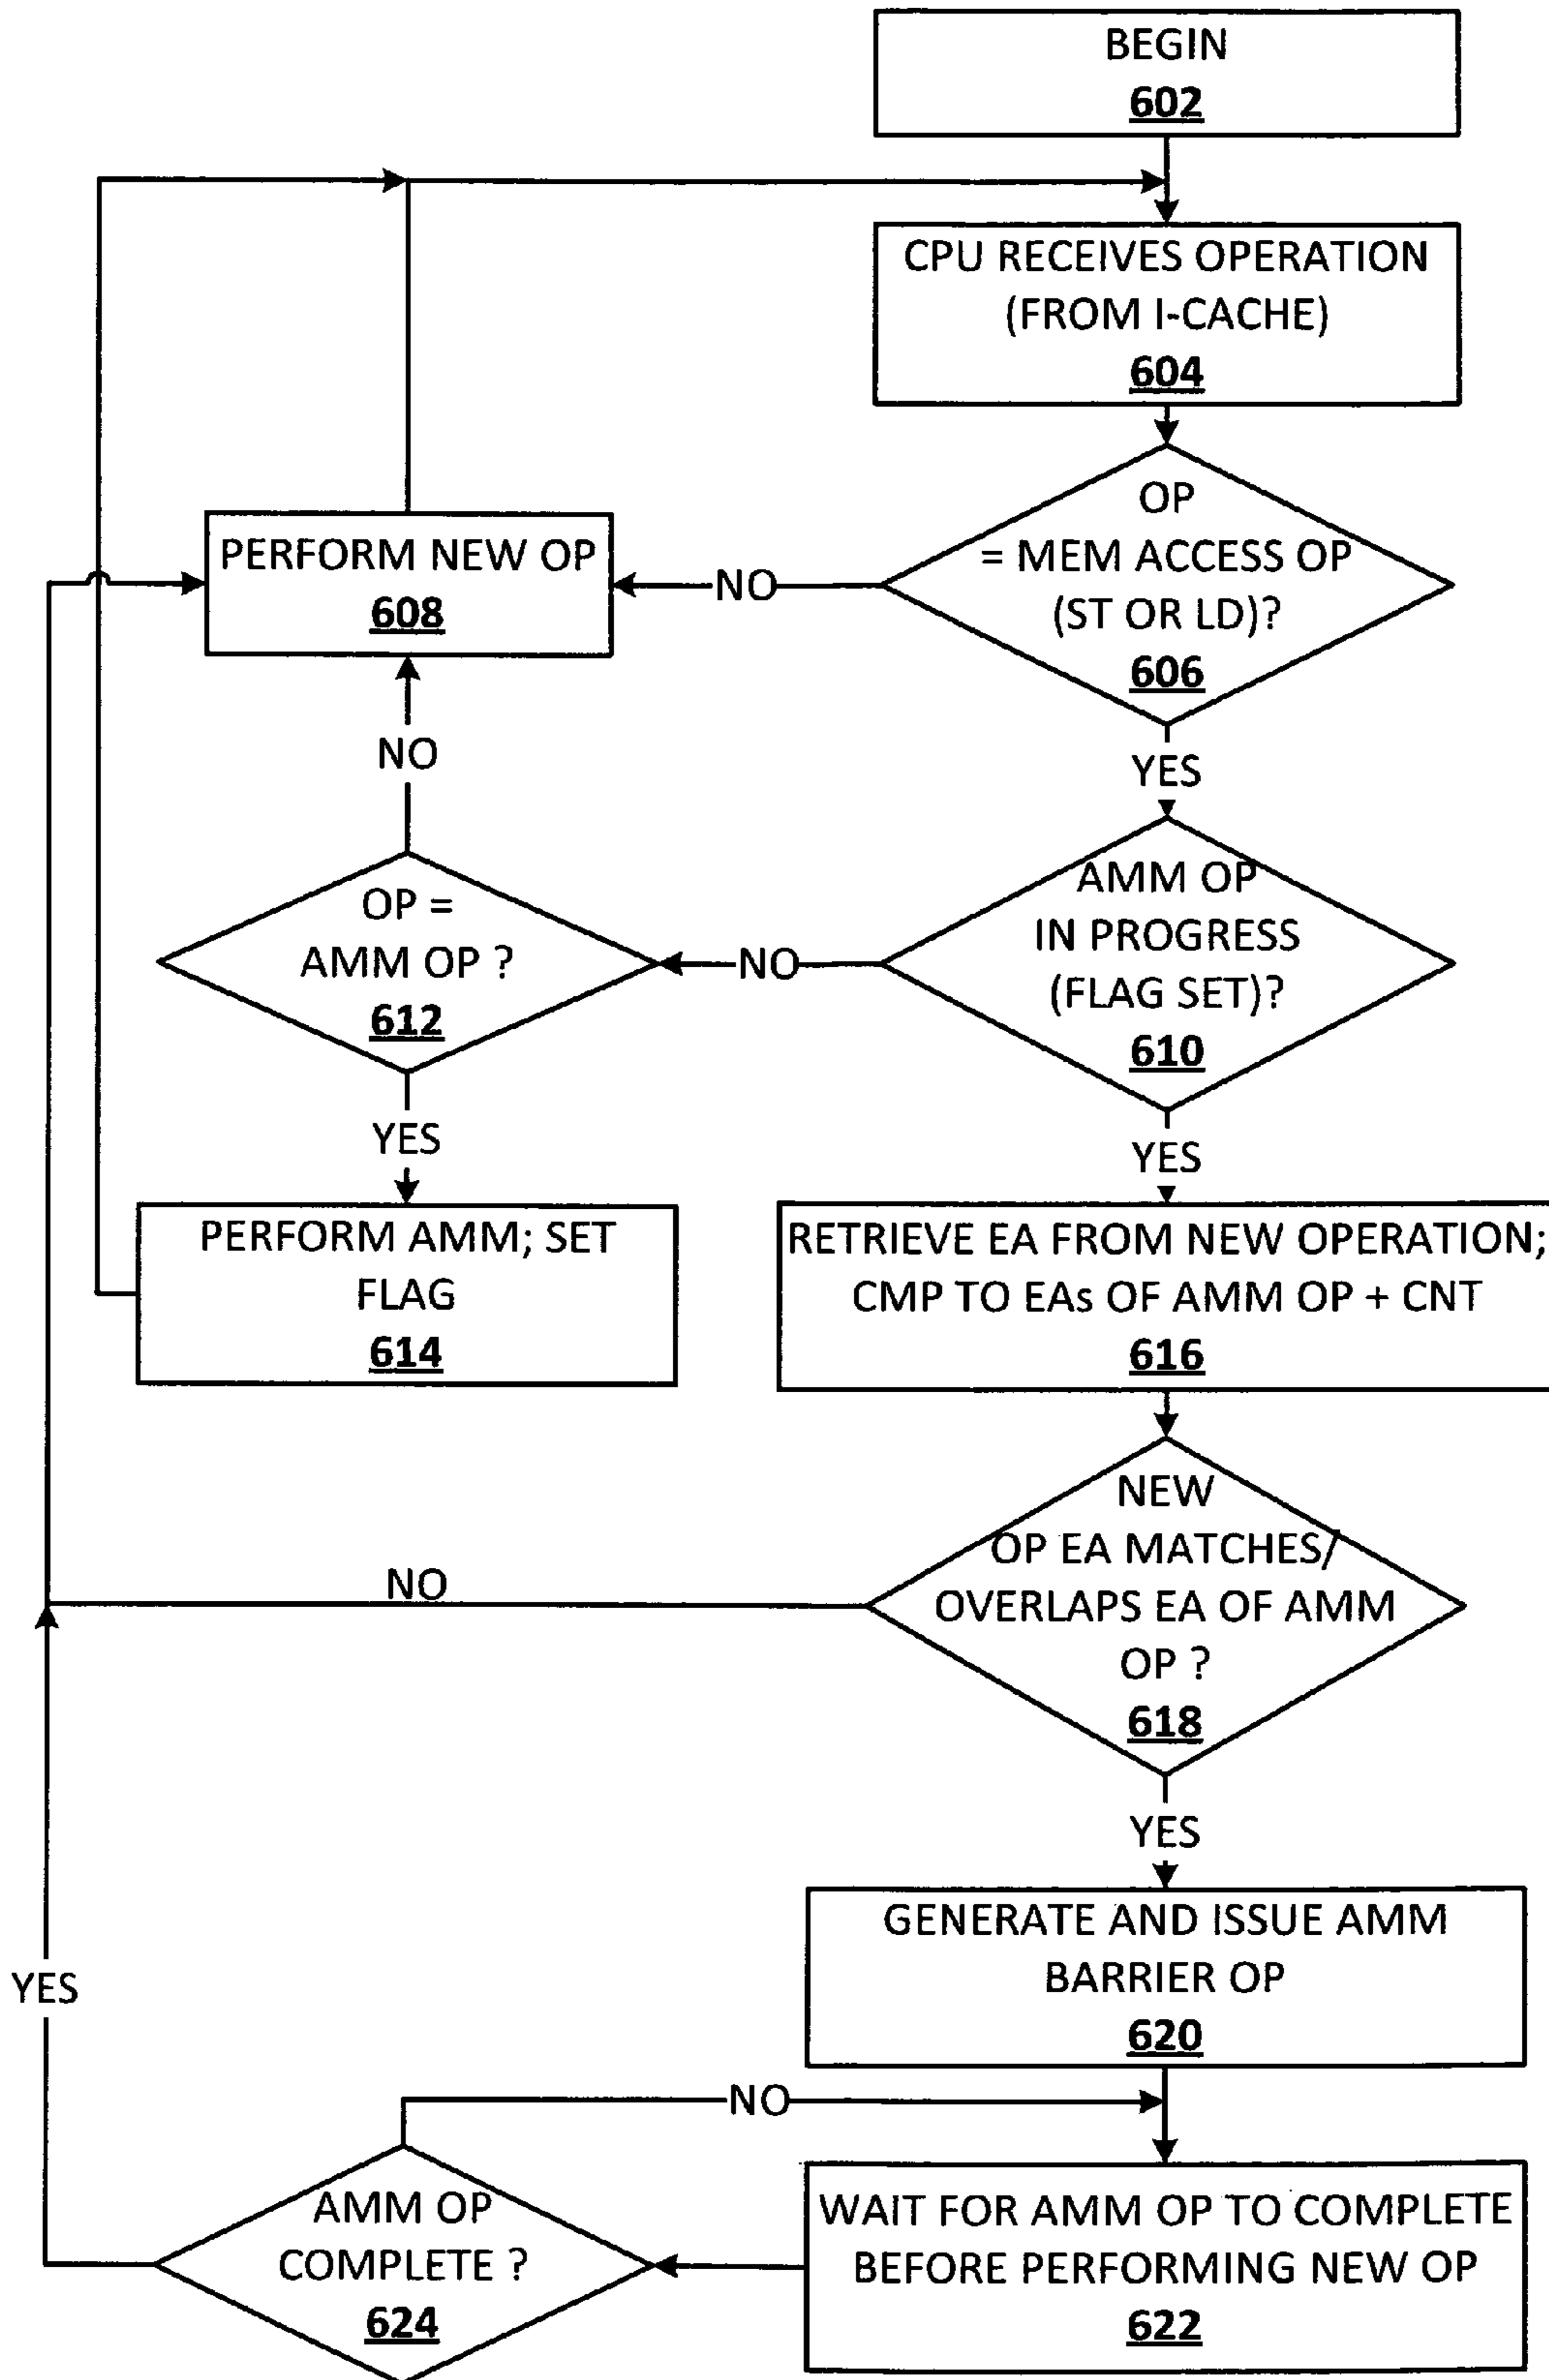 BEGIN
602
CPU RECEIVES OPERATION
(FROM I-CACHE)
604
OP
= MEM ACCESS OP
(ST OR LD)?
606
NO
PERFORM NEW OP
608
YES
NO
AMM OP
IN PROGRESS
(FLAG SET)?
610
NO
OP =
AMM OP ?
612
YES
YES
PERFORM AMM; SET
FLAG
614
RETRIEVE EA FROM NEW OPERATION;
CMP TO EAs OF AMM OP + CNT
616
NEW
OP EA MATCHES/
OVERLAPS EA OF AMM
OP ?
618
NO
YES
GENERATE AND ISSUE AMM
BARRIER OP
620
YES
NO
WAIT FOR AMM OP TO COMPLETE
BEFORE PERFORMING NEW OP
622
AMM OP
COMPLETE ?
624